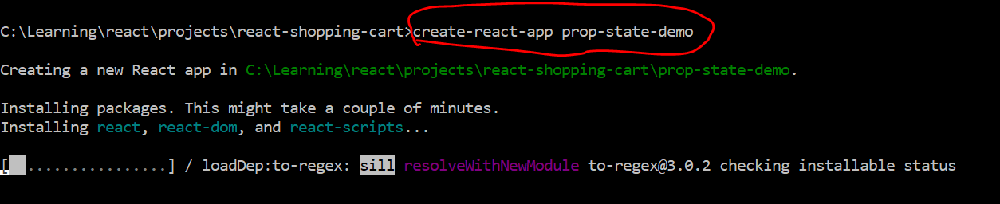 C:\Learning\react\projects\react-shopping-cart>create-react-app prop-state-demo
Creating a new React app in C:\Learning\react\projects\react-shopping-cart\prop-state-demo.
Installing packages. This might take a couple of minutes.
Installing react, react-dom, and react-scripts...
[  ................] / loadDep:to-regex: sill resolveWithNewModule to-regex@3.0.2 checking installable status